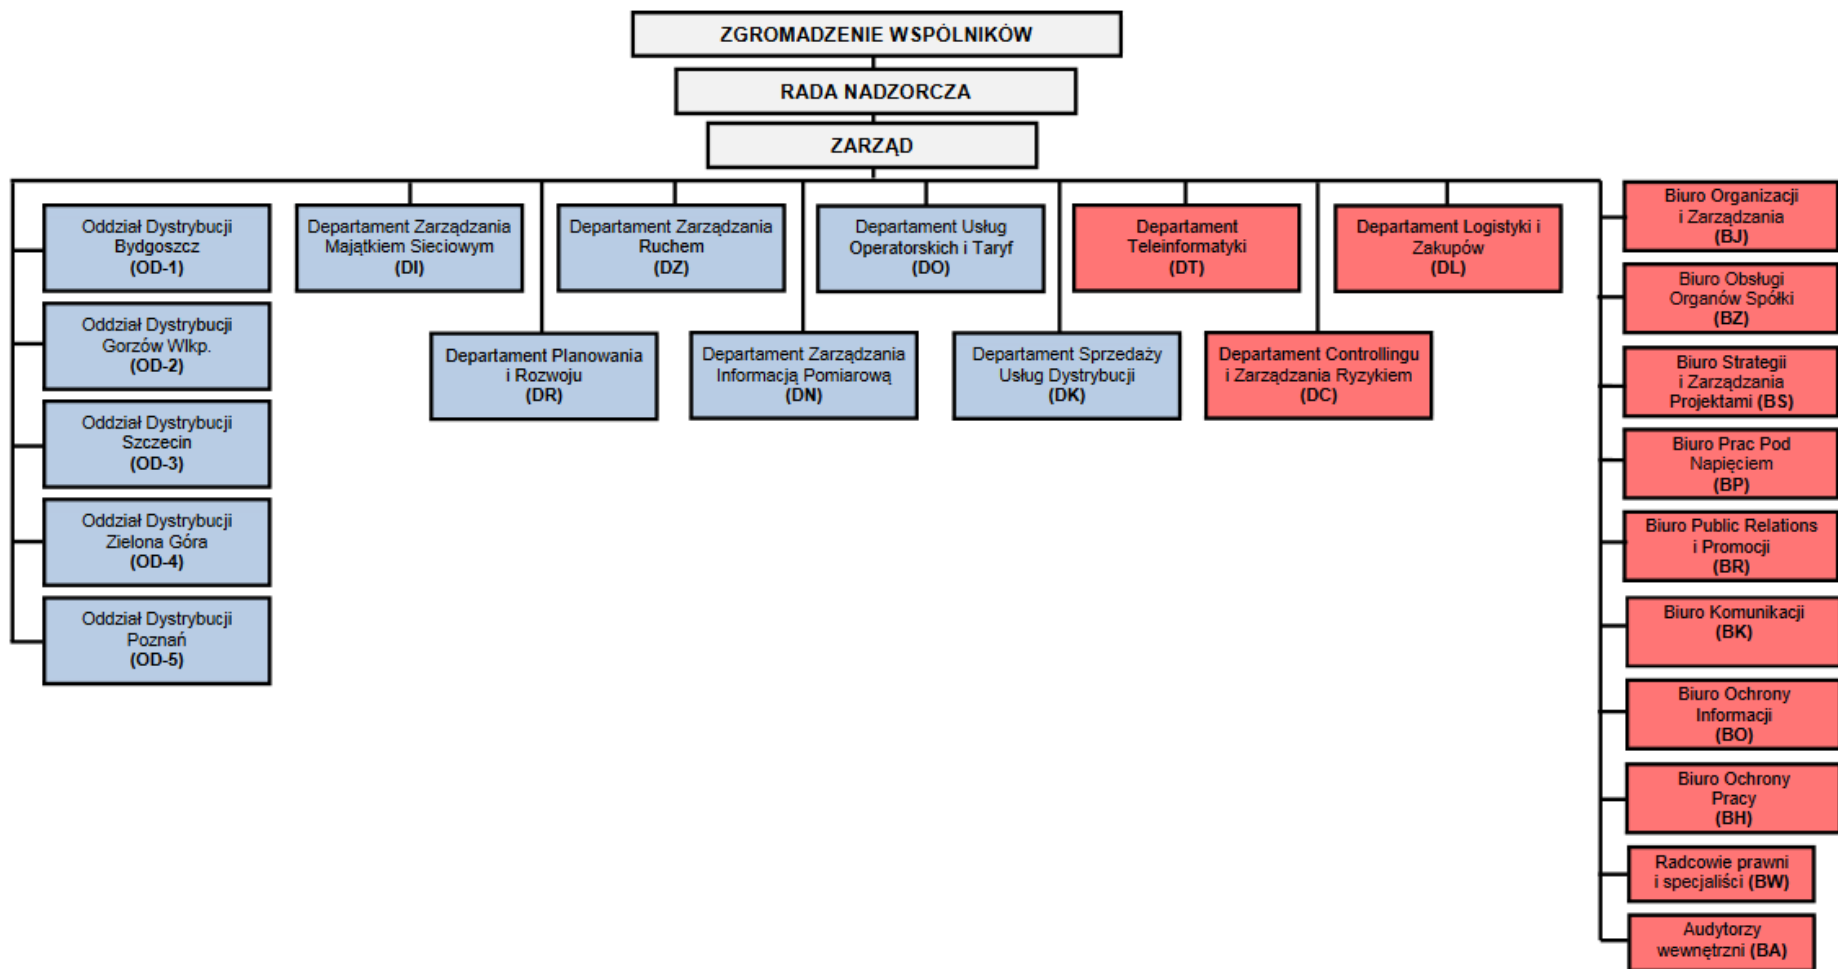 ZGROMADZENIE WSPÓLNIKÓW
RADA NADZORCZA
ZARZĄD
Oddział Dystrybucji
Bydgoszcz
(OD-1)
Oddział Dystrybucji
Gorzów Wlkp.
(OD-2)
Oddział Dystrybucji
Szczecin
(OD-3)
Oddział Dystrybucji
Zielona Góra
(OD-4)
Oddział Dystrybucji
Poznań
(OD-5)
Departament Zarządzania
Majątkiem Sieciowym
(DI)
Departament Zarządzania
Ruchem
(DZ)
Departament Usług
Operatorskich i Taryf
(DO)
Departament
Teleinformatyki
(DT)
Departament Logistyki i
Zakupów
(DL)
Departament Planowania
i Rozwoju
(DR)
Departament Zarządzania
Informacją Pomiarową
(DN)
Departament Sprzedaży
Usług Dystrybucji
(DK)
Departament Controllingu
i Zarządzania Ryzykiem
(DC)
Biuro Organizacji
i Zarządzania
(BJ)
Biuro Obsługi
Organów Spółki
(BZ)
Biuro Strategii
i Zarządzania
Projektami (BS)
Biuro Prac Pod
Napięciem
(BP)
Biuro Public Relations
i Promocji
(BR)
Biuro Komunikacji
(BK)
Biuro Ochrony
Informacji
(BO)
Biuro Ochrony
Pracy
(BH)
Radcowie prawni
i specjaliści (BW)
Audytorzy
wewnętrzni (BA)